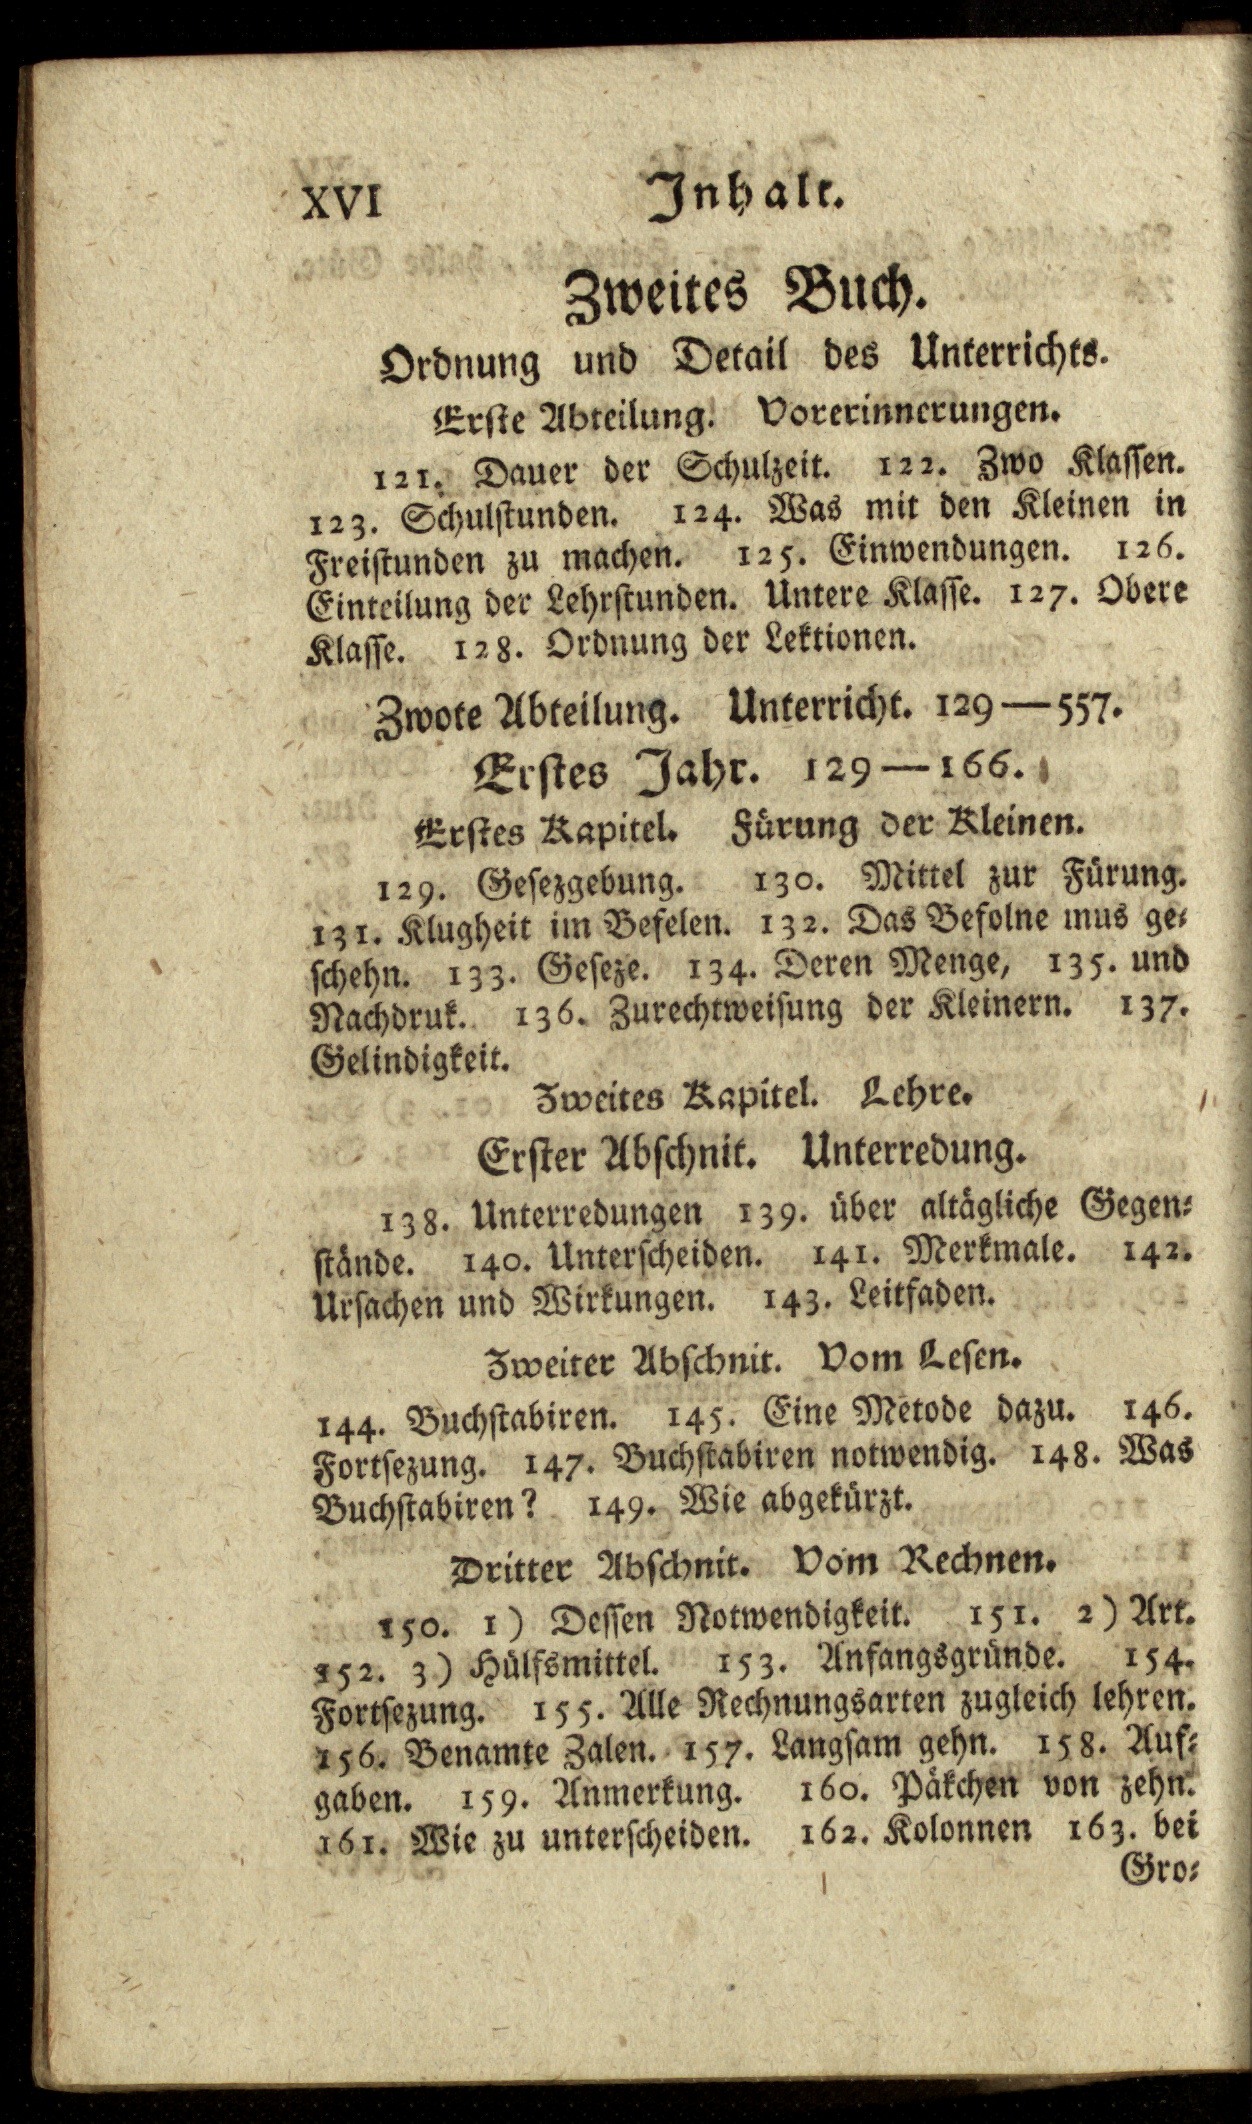 XVI Inhalt.
Zweites Buch.
Ordnung und Detail des Unterrichts.
Erste Abteilung. Vorerinnerungen.
121. Dauer der Schulzeit. 122. Zwo Klassen.
123. Schulstunden. 124. Was mit den Kleinen in
Freistunden zu machen. 125. Einwendungen. 126.
Einteilung der Lehrstunden. Untere Klasse. 127. Obere
Klasse. 128. Ordnung der Lektionen.
Zwote Abteilung. Unterricht. 129—557.
Erstes Jahr. 129—166.
Erstes Kapitel. Fürung der Kleinen.
129. Gesezgebung. 130. Mittel zur Fürung.
131. Klugheit im Befelen. 132. Das Befolne mus ge-
schehn. 133. Geseze. 134. Deren Menge, 135. und
Nachdruk. 136. Zurechtweisung der Kleinern. 137.
Gelindigkeit.
Zweites Kapitel. Lehre.
Erster Abschnit. Unterredung.
138. Unterredungen 139. über altägliche Gegen-
stände. 140. Unterscheiden. 141. Merkmale. 142.
Ursachen und Wirkungen. 143. Leitfaden.
Zweiter Abschnit. Vom Lesen.
144. Buchstabiren. 145. Eine Metode dazu. 146.
Fortsezung. 147. Buchstabiren notwendig. 148. Was
Buchstabiren? 149. Wie abgekürzt.
Dritter Abschnit. Vom Rechnen.
150. 1) Dessen Notwendigkeit. 151. 2) Art.
152. 3) Hülfsmittel. 153. Anfangsgründe. 154.
Fortsezung. 155. Alle Rechnungsarten zugleich lehren.
156. Benamte Zalen. 157. Langsam gehn. 158. Auf-
gaben. 159. Anmerkung. 160. Päkchen von zehn.
161. Wie zu unterscheiden. 162. Kolonnen 163. bei
Gro-